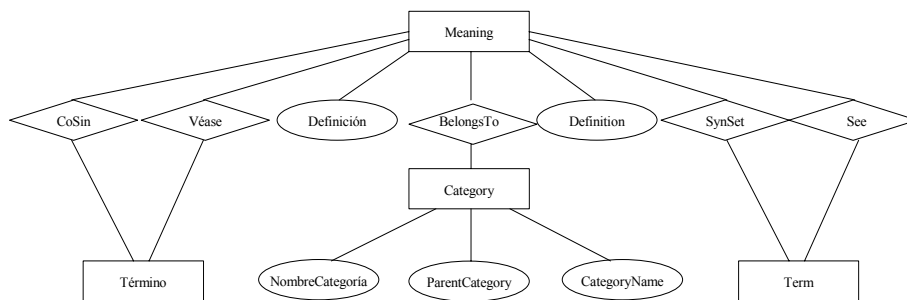 Meaning
CoSin
Véase
Definición
BelongsTo
Definition
SynSet
See
Category
Término
NombreCategoría
ParentCategory
CategoryName
Term